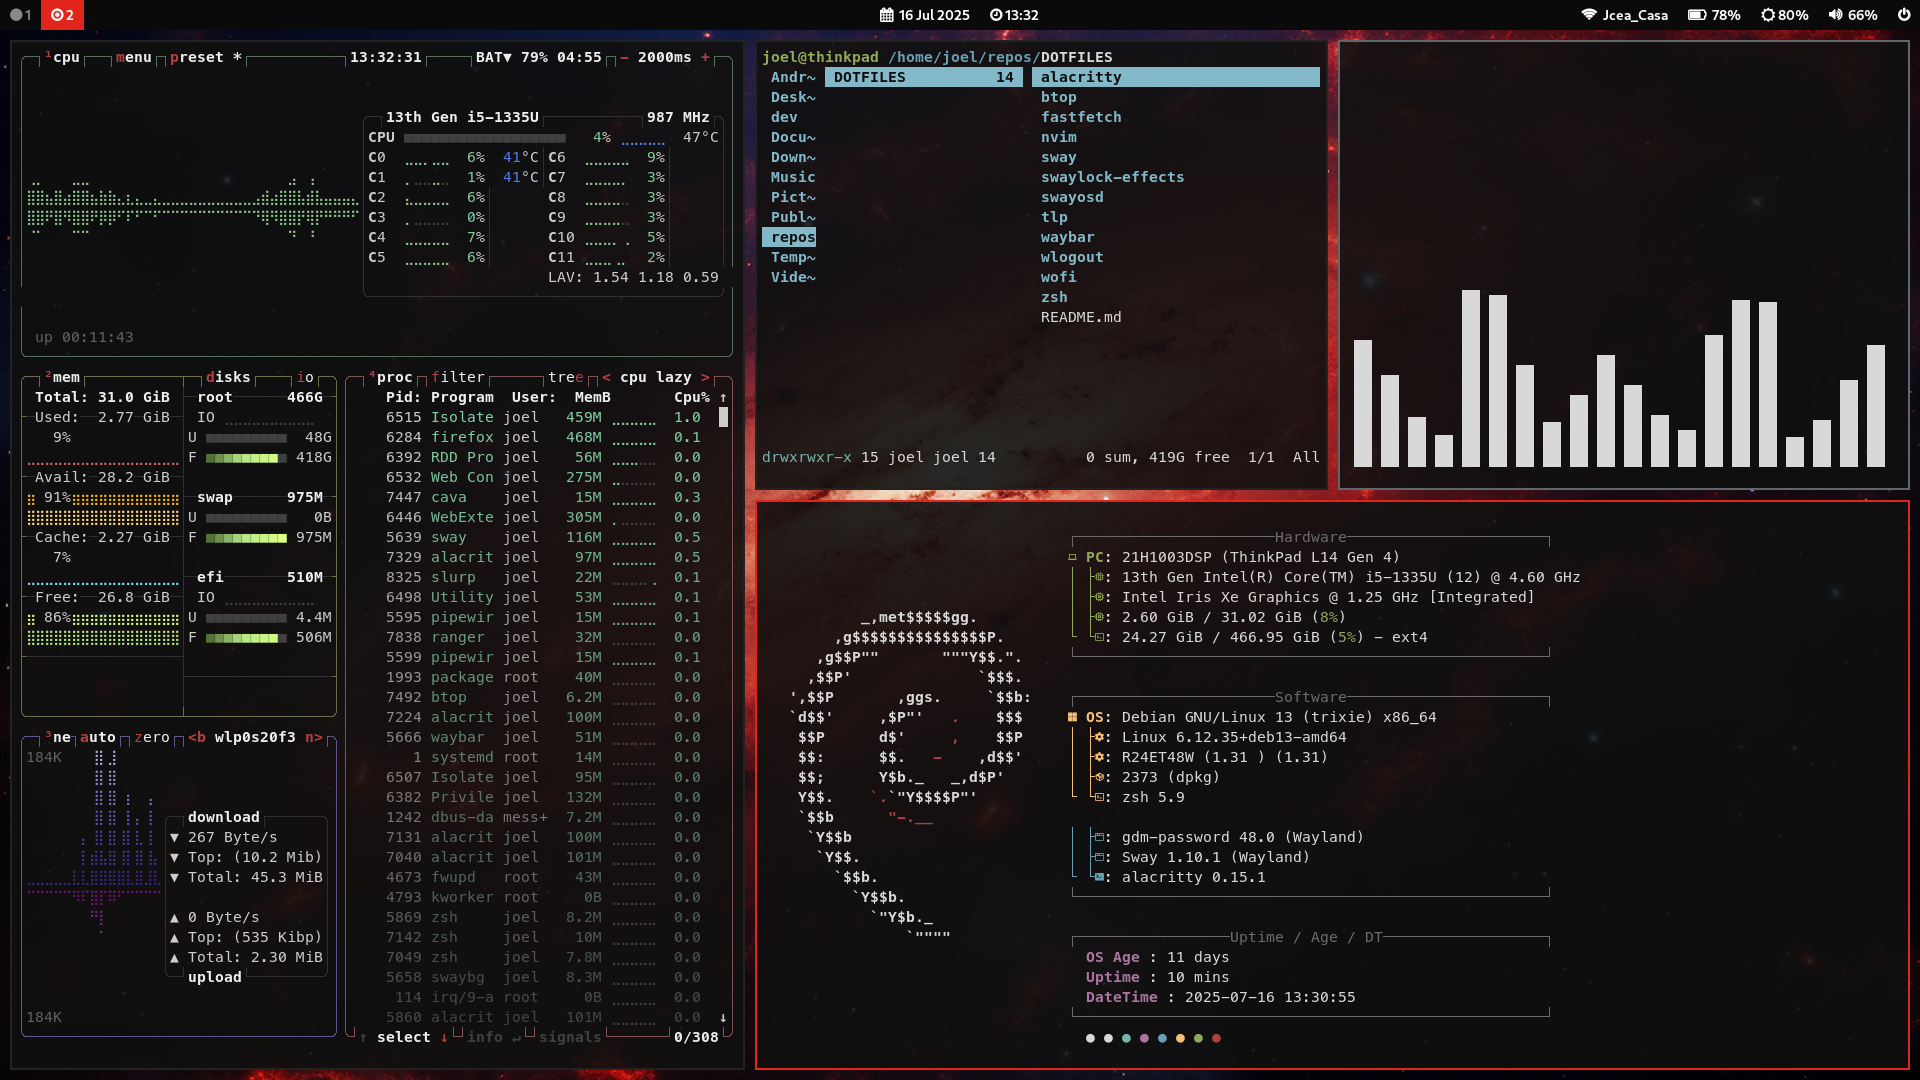 1 2 16 Jul 2025 13:32 Jcea_Casa 78% 80% 66%
¹cpu menu preset * 13:32:31 BAT▼ 79% 04:55 - 2000ms +
13th Gen i5-1335U 987 MHz
CPU 4% 47°C
C0 6% 41°C C6 9%
C1 1% 41°C C7 3%
C2 6% C8 3%
C3 0% C9 3%
C4 7% C10 5%
C5 6% C11 2%
LAV: 1.54 1.18 0.59
up 00:11:43
²mem disks io
Total: 31.0 GiB root 466G
Used: 2.77 GiB IO
9% U 48G
F 418G
Avail: 28.2 GiB
91% swap 975M
U 0B
Cache: 2.27 GiB F 975M
7%
efi 510M
Free: 26.8 GiB IO
86% U 4.4M
F 506M
³ne auto zero <b wlp0s20f3 n>
184K
download
▼ 267 Byte/s
▼ Top: (10.2 Mib)
▼ Total: 45.3 MiB
▲ 0 Byte/s
▲ Top: (535 Kibp)
▲ Total: 2.30 MiB
upload
184K
⁴proc filter tree < cpu lazy >
Pid: Program User: MemB Cpu% ↑
6515 Isolate joel 459M 1.0
6284 firefox joel 468M 0.1
6392 RDD Pro joel 56M 0.0
6532 Web Con joel 275M 0.0
7447 cava joel 15M 0.3
6446 WebExte joel 305M 0.0
5639 sway joel 116M 0.5
7329 alacrit joel 97M 0.5
8325 slurp joel 22M 0.1
6498 Utility joel 53M 0.1
5595 pipewir joel 15M 0.1
7838 ranger joel 32M 0.0
5599 pipewir joel 15M 0.1
1993 package root 40M 0.0
7492 btop joel 6.2M 0.0
7224 alacrit joel 100M 0.0
5666 waybar joel 51M 0.0
1 systemd root 14M 0.0
6507 Isolate joel 95M 0.0
6382 Privile joel 132M 0.0
1242 dbus-da mess+ 7.2M 0.0
7131 alacrit joel 100M 0.0
7040 alacrit joel 101M 0.0
4673 fwupd root 43M 0.0
4793 kworker root 0B 0.0
5869 zsh joel 8.2M 0.0
7142 zsh joel 10M 0.0
7049 zsh joel 7.8M 0.0
5658 swaybg joel 8.3M 0.0
114 irq/9-a root 0B 0.0
5860 alacrit joel 101M 0.0 ↓
↑ select ↓ info ↵ signals 0/308
joel@thinkpad /home/joel/repos/DOTFILES
Andr~ DOTFILES 14 alacritty
Desk~ btop
dev fastfetch
Docu~ nvim
Down~ sway
Music swaylock-effects
Pict~ swayosd
Publ~ tlp
repos waybar
Temp~ wlogout
Vide~ wofi
zsh
README.md
drwxrwxr-x 15 joel joel 14 0 sum, 419G free 1/1 All
_,met$$$$$gg.
,g$$$$$$$$$$$$$$$P.
,g$$P"" """Y$$.".
,$$P' `$$$.
',$$P ,ggs. `$$b:
`d$$' ,$P"' . $$$
$$P d$' , $$P
$$: $$. - ,d$$'
$$; Y$b._ _,d$P'
Y$$. `.`"Y$$$$P"'
`$$b "-.__
`Y$$b
`Y$$.
`$$b.
`Y$$b.
`"Y$b._
`""""
Hardware
PC: 21H1003DSP (ThinkPad L14 Gen 4)
: 13th Gen Intel(R) Core(TM) i5-1335U (12) @ 4.60 GHz
: Intel Iris Xe Graphics @ 1.25 GHz [Integrated]
: 2.60 GiB / 31.02 GiB (8%)
: 24.27 GiB / 466.95 GiB (5%) - ext4
Software
OS: Debian GNU/Linux 13 (trixie) x86_64
: Linux 6.12.35+deb13-amd64
: R24ET48W (1.31 ) (1.31)
: 2373 (dpkg)
: zsh 5.9
: gdm-password 48.0 (Wayland)
: Sway 1.10.1 (Wayland)
: alacritty 0.15.1
Uptime / Age / DT
OS Age : 11 days
Uptime : 10 mins
DateTime : 2025-07-16 13:30:55